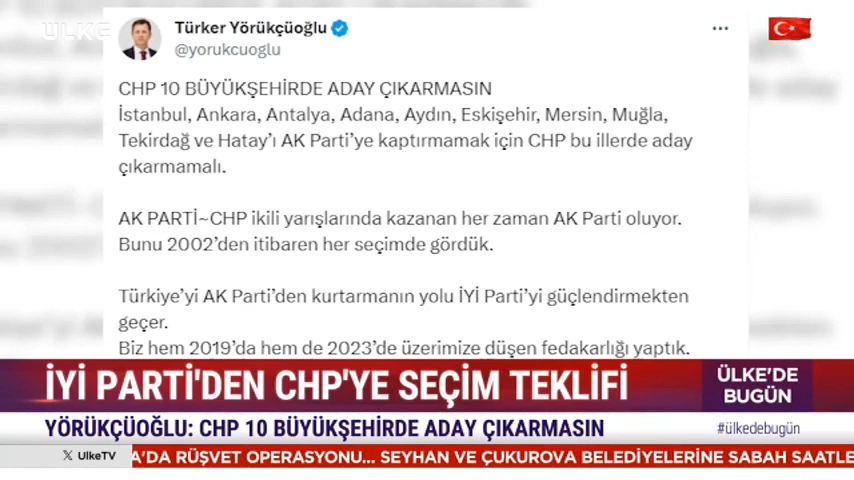 ÜLKE
Türker Yörükçüoğlu
@yorukcuoglu
CHP 10 BÜYÜKŞEHİRDE ADAY ÇIKARMASIN
İstanbul, Ankara, Antalya, Adana, Aydın, Eskişehir, Mersin, Muğla,
Tekirdağ ve Hatay’ı AK Parti’ye kaptırmamak için CHP bu illerde aday
çıkarmamalı.
AK PARTİ~CHP ikili yarışlarında kazanan her zaman AK Parti oluyor.
Bunu 2002’den itibaren her seçimde gördük.
Türkiye’yi AK Parti’den kurtarmanın yolu İYİ Parti’yi güçlendirmekten
geçer.
Biz hem 2019’da hem de 2023’de üzerimize düşen fedakarlığı yaptık.
İYİ PARTİ'DEN CHP'YE SEÇİM TEKLİFİ
ÜLKE'DE
BUGÜN
YÖRÜKÇÜOĞLU: CHP 10 BÜYÜKŞEHİRDE ADAY ÇIKARMASIN
#ülkedebugün
X UlkeTV
A'DA RÜŞVET OPERASYONU... SEYHAN VE ÇUKUROVA BELEDİYELERİNE SABAH SAATLE